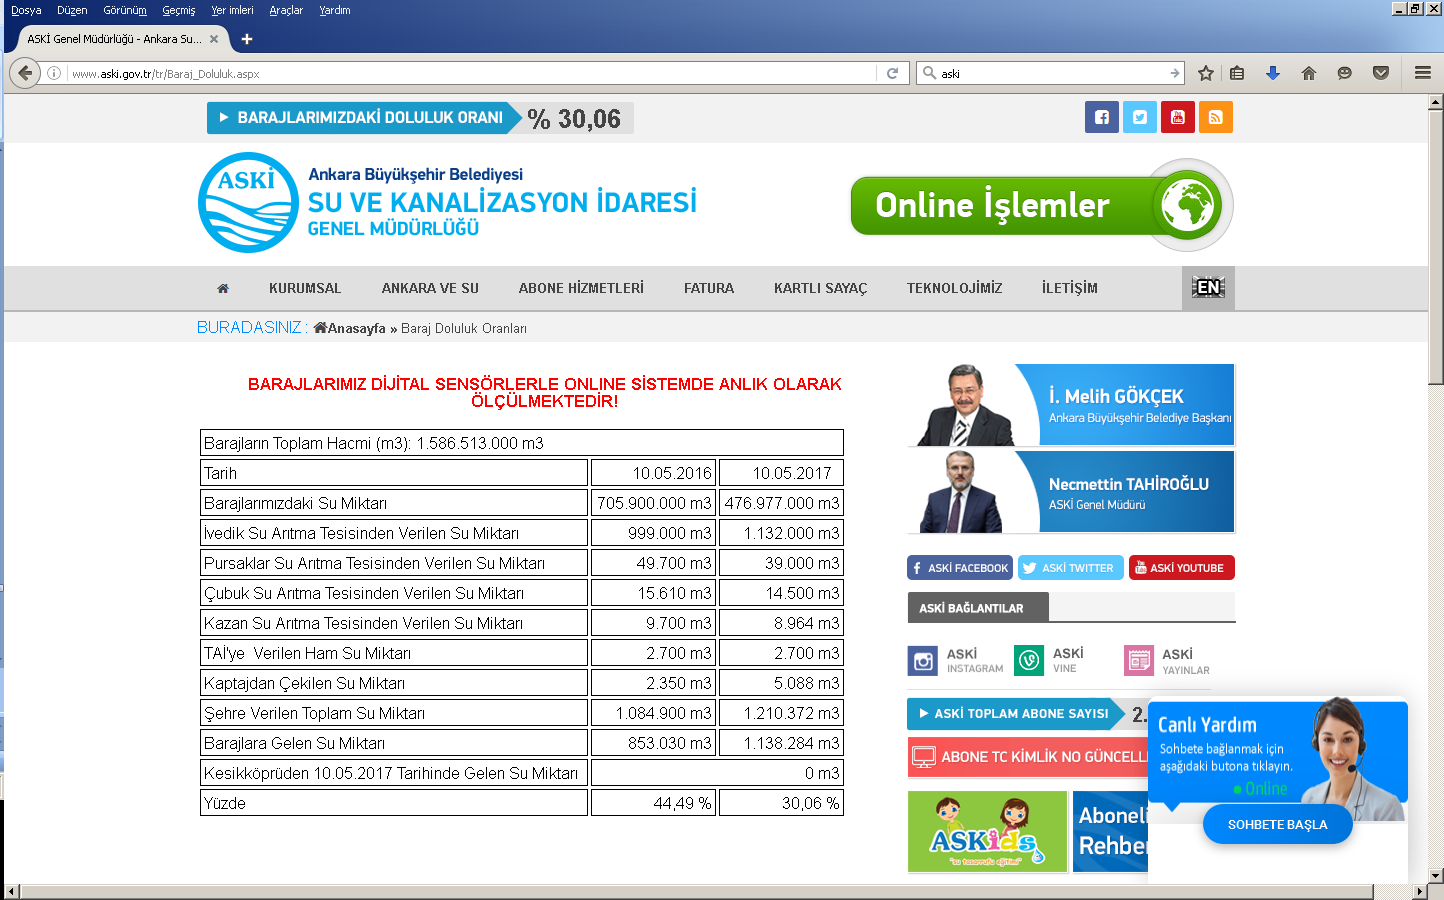 Dosya Düzen Görünüm Geçmiş Yer imleri Araçlar Yardım
ASKİ Genel Müdürlüğü - Ankara Su...
www.aski.gov.tr/tr/Baraj_Doluluk.aspx
aski
BARAJLARIMIZDAKİ DOLULUK ORANI
% 30,06
ASKİ
Ankara Büyükşehir Belediyesi
SU VE KANALİZASYON İDARESİ
GENEL MÜDÜRLÜĞÜ
Online İşlemler
KURUMSAL ANKARA VE SU ABONE HİZMETLERİ FATURA KARTLI SAYAÇ TEKNOLOJİMİZ İLETİŞİM EN
BURADASINIZ : Anasayfa » Baraj Doluluk Oranları
BARAJLARIMIZ DİJİTAL SENSÖRLERLE ONLINE SİSTEMDE ANLIK OLARAK
ÖLÇÜLMEKTEDİR!
Barajların Toplam Hacmi (m3): 1.586.513.000 m3
Tarih 10.05.2016 10.05.2017
Barajlarımızdaki Su Miktarı 705.900.000 m3 476.977.000 m3
İvedik Su Arıtma Tesisinden Verilen Su Miktarı 999.000 m3 1.132.000 m3
Pursaklar Su Arıtma Tesisinden Verilen Su Miktarı 49.700 m3 39.000 m3
Çubuk Su Arıtma Tesisinden Verilen Su Miktarı 15.610 m3 14.500 m3
Kazan Su Arıtma Tesisinden Verilen Su Miktarı 9.700 m3 8.964 m3
TAİ'ye Verilen Ham Su Miktarı 2.700 m3 2.700 m3
Kaptajdan Çekilen Su Miktarı 2.350 m3 5.088 m3
Şehre Verilen Toplam Su Miktarı 1.084.900 m3 1.210.372 m3
Barajlara Gelen Su Miktarı 853.030 m3 1.138.284 m3
Kesikköprüden 10.05.2017 Tarihinde Gelen Su Miktarı 0 m3
Yüzde 44,49 % 30,06 %
İ. Melih GÖKÇEK
Ankara Büyükşehir Belediye Başkanı
Necmettin TAHİROĞLU
ASKİ Genel Müdürü
ASKİ FACEBOOK ASKİ TWITTER ASKİ YOUTUBE
ASKİ BAĞLANTILAR
ASKİ INSTAGRAM
ASKİ VINE
ASKİ YAYINLAR
ASKİ TOPLAM ABONE SAYISI 2.
ABONE TC KİMLİK NO GÜNCELL
ASKids
"su tasarrufu eğitimi"
Aboneli
Rehber
Canlı Yardım
Sohbete bağlanmak için
aşağıdaki butona tıklayın.
Online
SOHBETE BAŞLA